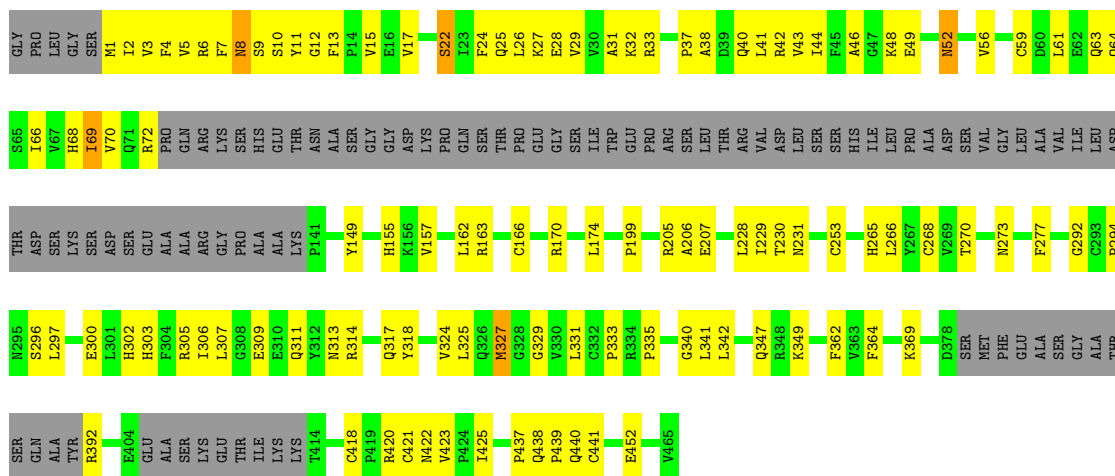 GLY PRO LEU GLY SER M1 I2 V3 F4 V5 R6 F7 N8 S9 S10 Y11 G12 F13 P14 V15 E16 V17 S22 I23 F24 Q25 L26 K27 E28 V29 V30 A31 K32 R33 P37 A38 D39 Q40 L41 R42 V43 I44 F45 A46 G47 K48 E49 N52 V56 C59 D60 L61 E62 Q63
S65 I66 V67 H68 I69 V70 Q71 R72 PRO GLN ARG LYS SER HIS GLU THR ASN ALA SER GLY GLY ASP LYS PRO GLN SER THR PRO GLU GLY SER ILE TRP GLU PRO ARG SER LEU THR ARG VAL ASP LEU SER SER HIS ILE LEU PRO ALA ASP SER VAL GLY LEU ALA VAL ILE LEU
THR ASP SER LYS SER ASP SER GLU ALA ALA ARG GLY PRO ALA ALA LYS P141 Y149 H155 K156 V157 L162 R163 C166 R170 L174 P199 R205 A206 E207 L228 I229 T230 N231 C253 H265 L266 Y267 C268 V269 T270 N273 F277 G292 C293
N295 S296 L297 E300 L301 H302 H303 F304 R305 I306 L307 G308 E309 E310 Q311 Y312 N313 R314 Q317 Y318 V324 L325 Q326 M327 G328 G329 V330 L331 C332 P333 R334 P335 G340 L341 L342 Q347 R348 K349 F362 V363 F364 K369 D378 SER MET PHE GLU ALA SER GLY ALA THR
SER GLN ALA TYR R392 E404 GLU ALA SER LYS GLU THR ILE LYS LYS T414 C418 P419 R420 C421 N422 V423 P424 I425 P437 Q438 P439 Q440 C441 E452 V465